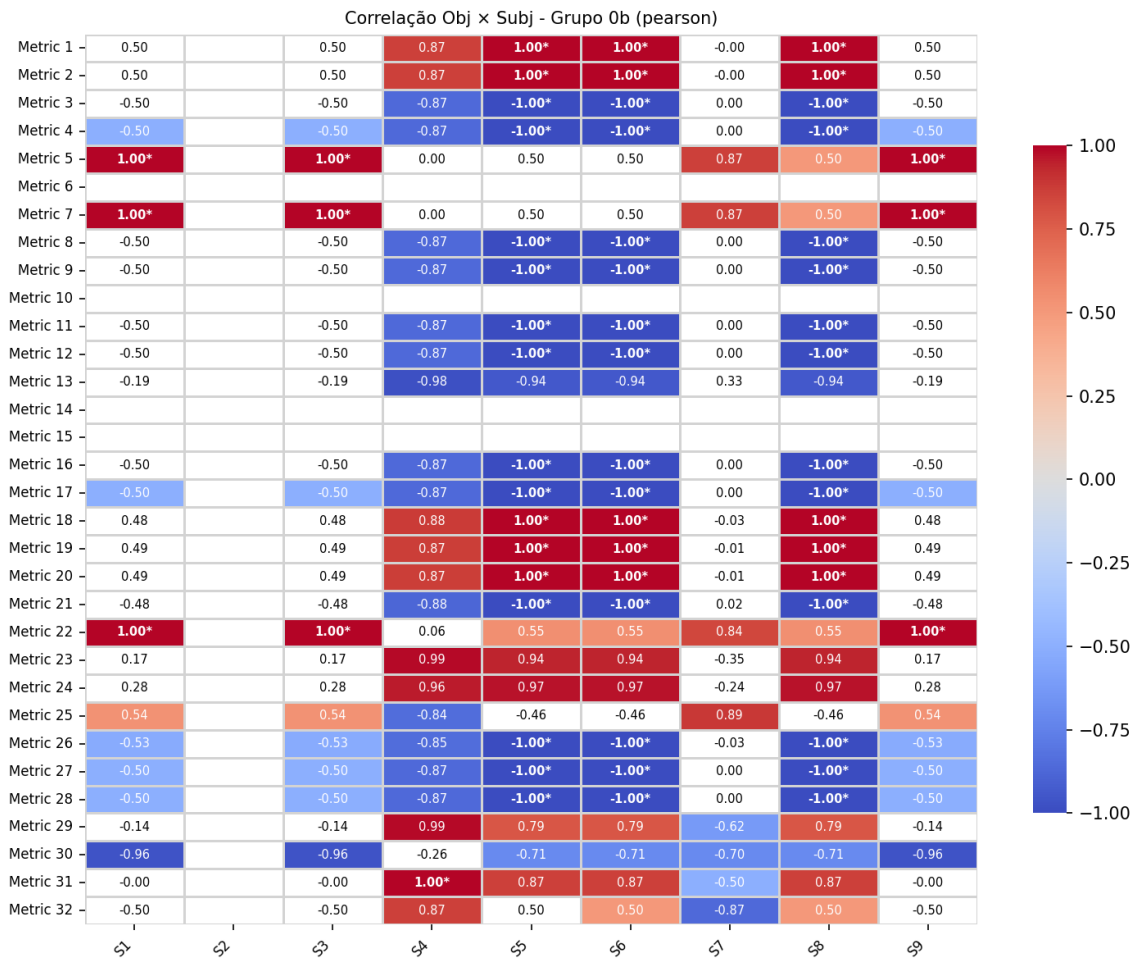 Correlação Obj × Subj - Grupo 0b (pearson)
Metric 1 0.50 0.50 0.87 1.00* 1.00* -0.00 1.00* 0.50
Metric 2 0.50 0.50 0.87 1.00* 1.00* -0.00 1.00* 0.50
Metric 3 -0.50 -0.50 -0.87 -1.00* -1.00* 0.00 -1.00* -0.50
Metric 4 -0.50 -0.50 -0.87 -1.00* -1.00* 0.00 -1.00* -0.50
Metric 5 1.00* 1.00* 0.00 0.50 0.50 0.87 0.50 1.00*
Metric 6
Metric 7 1.00* 1.00* 0.00 0.50 0.50 0.87 0.50 1.00*
Metric 8 -0.50 -0.50 -0.87 -1.00* -1.00* 0.00 -1.00* -0.50
Metric 9 -0.50 -0.50 -0.87 -1.00* -1.00* 0.00 -1.00* -0.50
Metric 10
Metric 11 -0.50 -0.50 -0.87 -1.00* -1.00* 0.00 -1.00* -0.50
Metric 12 -0.50 -0.50 -0.87 -1.00* -1.00* 0.00 -1.00* -0.50
Metric 13 -0.19 -0.19 -0.98 -0.94 -0.94 0.33 -0.94 -0.19
Metric 14
Metric 15
Metric 16 -0.50 -0.50 -0.87 -1.00* -1.00* 0.00 -1.00* -0.50
Metric 17 -0.50 -0.50 -0.87 -1.00* -1.00* 0.00 -1.00* -0.50
Metric 18 0.48 0.48 0.88 1.00* 1.00* -0.03 1.00* 0.48
Metric 19 0.49 0.49 0.87 1.00* 1.00* -0.01 1.00* 0.49
Metric 20 0.49 0.49 0.87 1.00* 1.00* -0.01 1.00* 0.49
Metric 21 -0.48 -0.48 -0.88 -1.00* -1.00* 0.02 -1.00* -0.48
Metric 22 1.00* 1.00* 0.06 0.55 0.55 0.84 0.55 1.00*
Metric 23 0.17 0.17 0.99 0.94 0.94 -0.35 0.94 0.17
Metric 24 0.28 0.28 0.96 0.97 0.97 -0.24 0.97 0.28
Metric 25 0.54 0.54 -0.84 -0.46 -0.46 0.89 -0.46 0.54
Metric 26 -0.53 -0.53 -0.85 -1.00* -1.00* -0.03 -1.00* -0.53
Metric 27 -0.50 -0.50 -0.87 -1.00* -1.00* 0.00 -1.00* -0.50
Metric 28 -0.50 -0.50 -0.87 -1.00* -1.00* 0.00 -1.00* -0.50
Metric 29 -0.14 -0.14 0.99 0.79 0.79 -0.62 0.79 -0.14
Metric 30 -0.96 -0.96 -0.26 -0.71 -0.71 -0.70 -0.71 -0.96
Metric 31 -0.00 -0.00 1.00* 0.87 0.87 -0.50 0.87 -0.00
Metric 32 -0.50 -0.50 0.87 0.50 0.50 -0.87 0.50 -0.50
S1 S2 S3 S4 S5 S6 S7 S8 S9
1.00
0.75
0.50
0.25
0.00
−0.25
−0.50
−0.75
−1.00